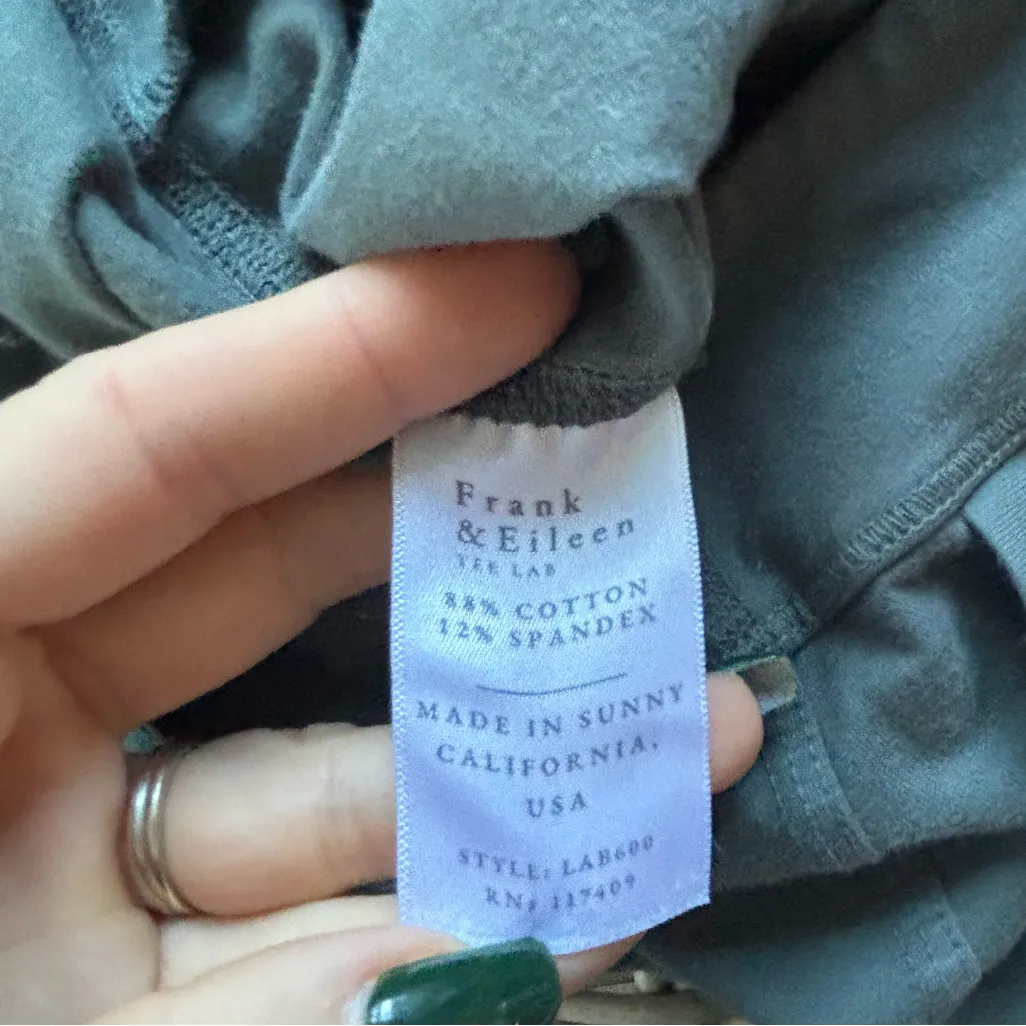 Frank
& Eileen
TEE LAB
88% COTTON
12% SPANDEX
MADE IN SUNNY
CALIFORNIA,
USA
STYLE: LAB600
RN# 117409